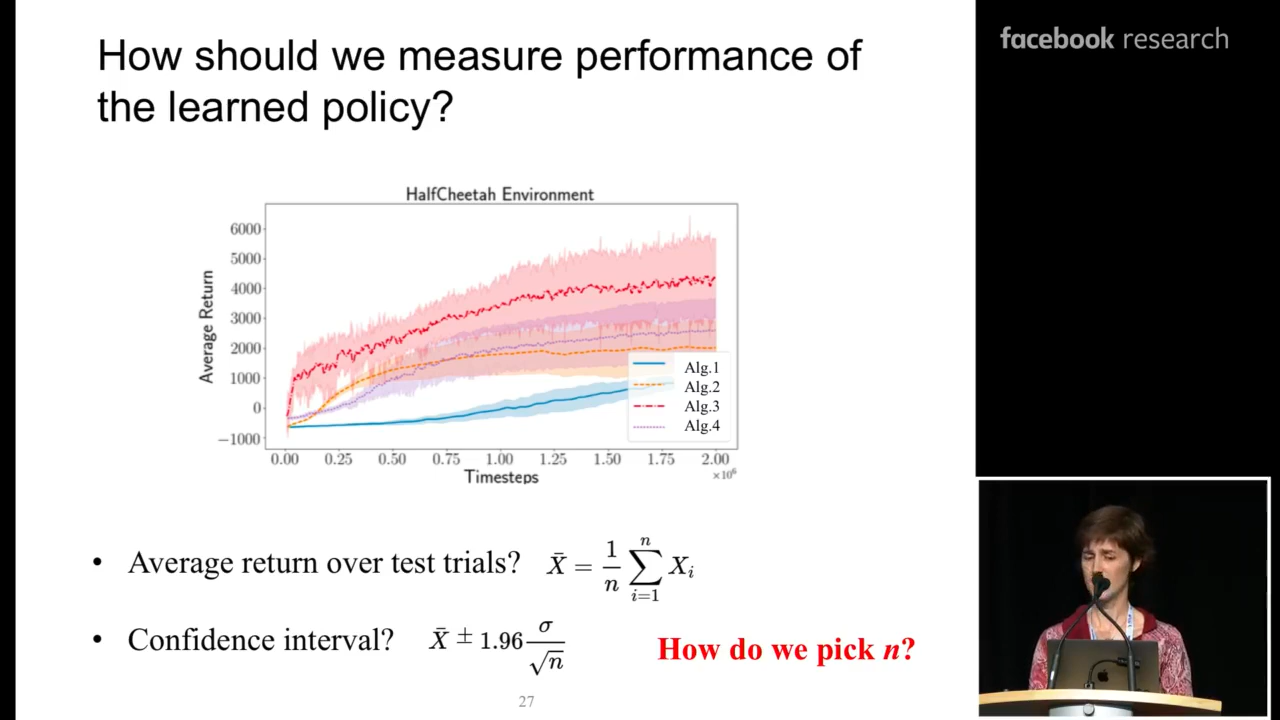 How should we measure performance of
the learned policy?
facebook research
HalfCheetah Environment
Average Return
6000
5000
4000
3000
2000
1000
0
−1000
Alg.1
Alg.2
Alg.3
Alg.4
0.00 0.25 0.50 0.75 1.00 1.25 1.50 1.75 2.00
×10⁶
Timesteps
• Average return over test trials? X̄ = 1/n ∑ᵢ₌₁ⁿ Xᵢ
• Confidence interval? X̄ ± 1.96 σ/√n
How do we pick n?
27